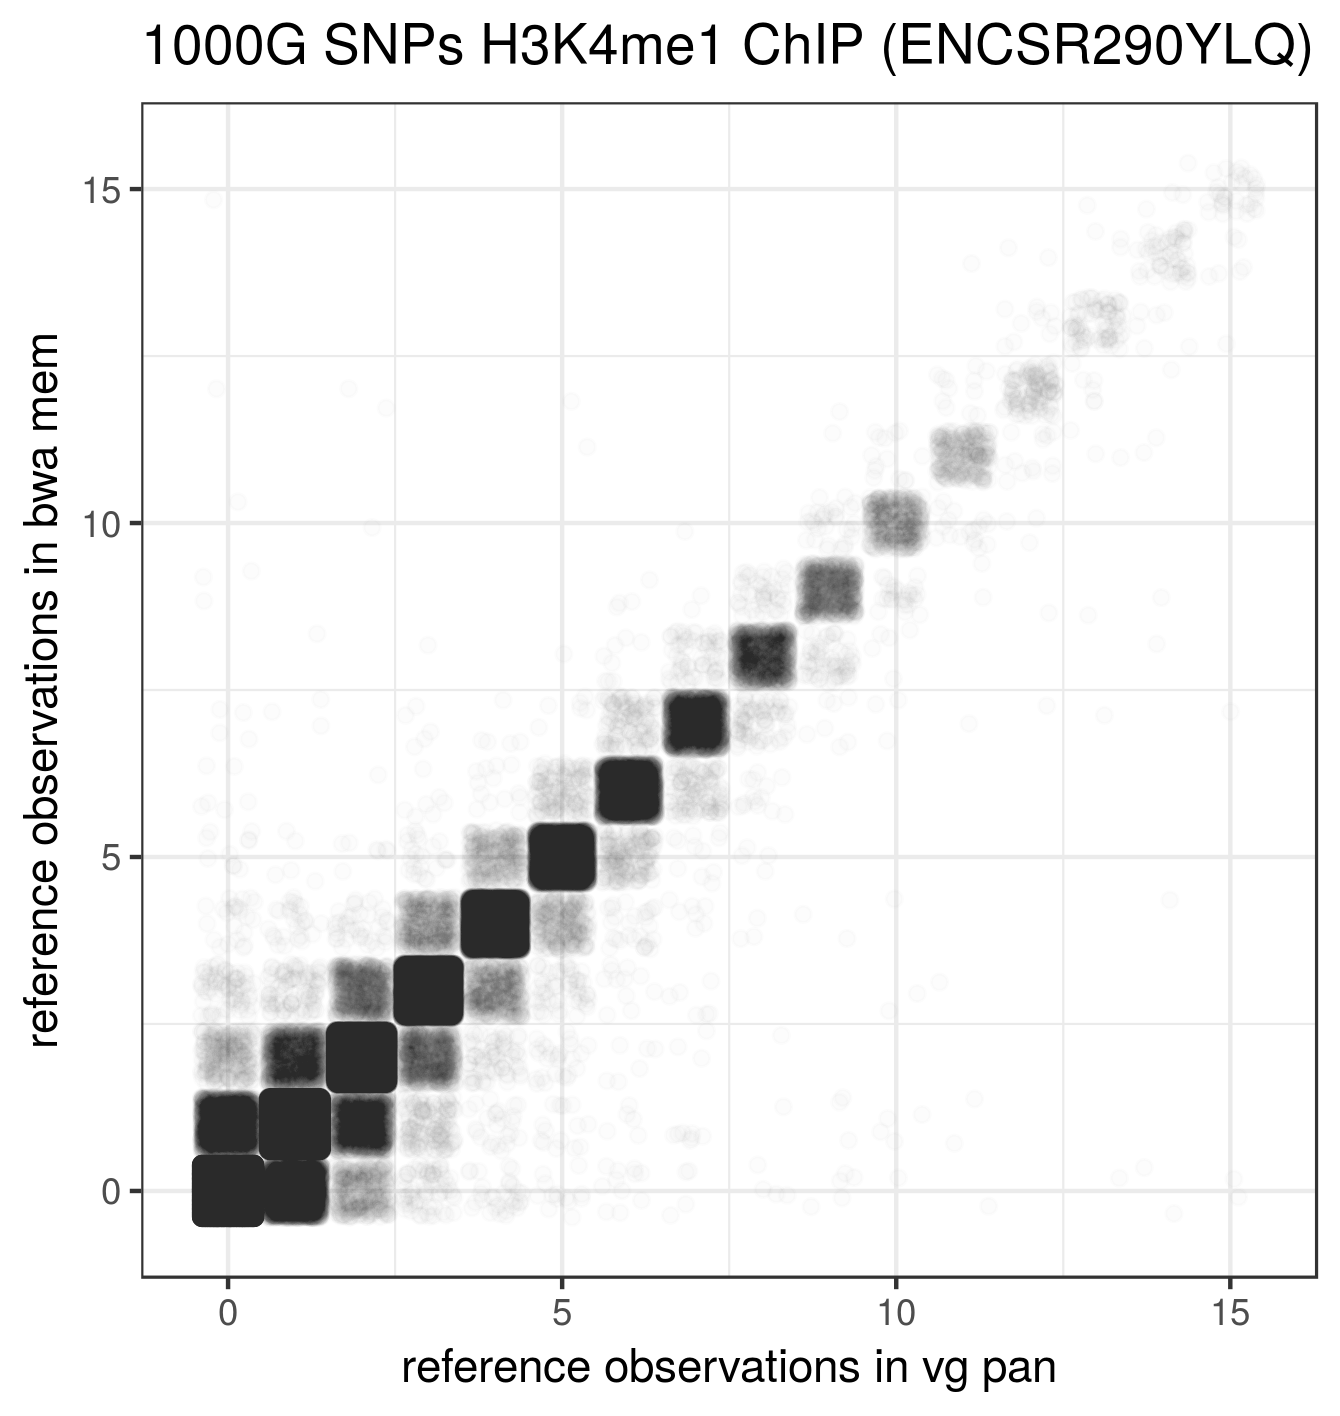 1000G SNPs H3K4me1 ChIP (ENCSR290YLQ)
reference observations in bwa mem
15
10
5
0
0 5 10 15
reference observations in vg pan